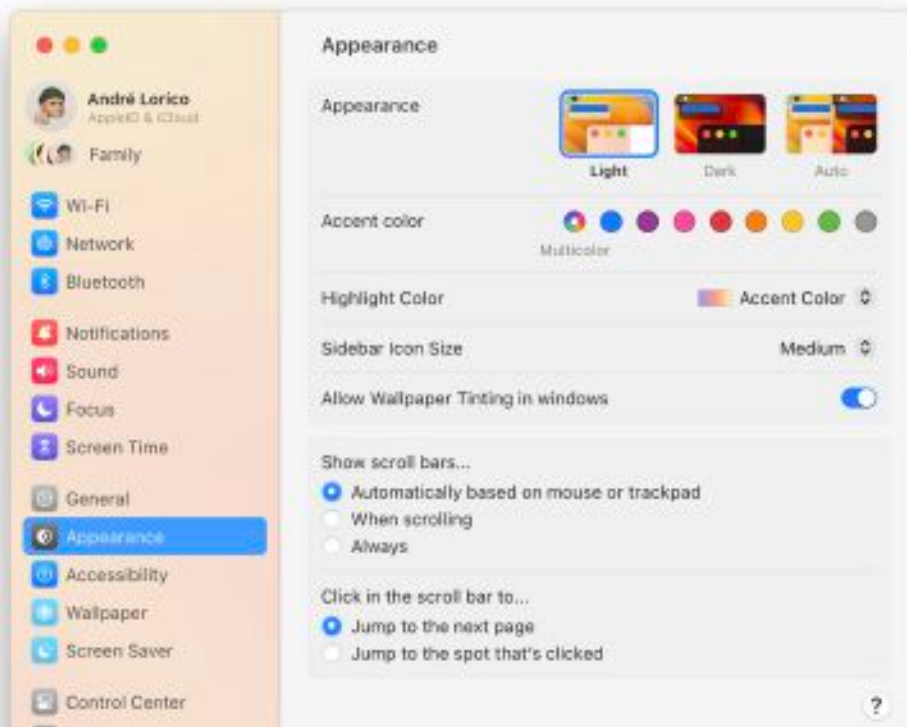 André Lorico
AppleID & iCloud
Family
Wi-Fi
Network
Bluetooth
Notifications
Sound
Focus
Screen Time
General
Appearance
Accessibility
Wallpaper
Screen Saver
Control Center
Appearance
Appearance
Light
Dark
Auto
Accent color
Multicolor
Highlight Color
Accent Color
Sidebar Icon Size
Medium
Allow Wallpaper Tinting in windows
Show scroll bars...
Automatically based on mouse or trackpad
When scrolling
Always
Click in the scroll bar to...
Jump to the next page
Jump to the spot that's clicked
?